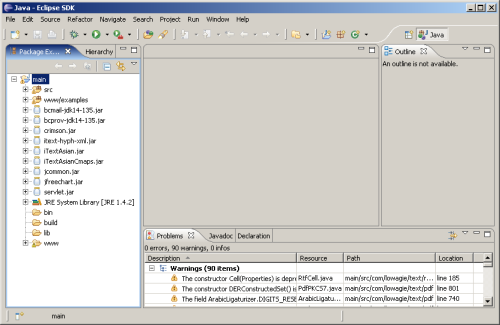 Java - Eclipse SDK
File Edit Source Refactor Navigate Search Project Run Window Help
Java
Package Ex... Hierarchy
main
src
www/examples
bcmail-jdk14-135.jar
bcprov-jdk14-135.jar
crimson.jar
itext-hyph-xml.jar
iTextAsian.jar
iTextAsianCmaps.jar
jcommon.jar
jfreechart.jar
servlet.jar
JRE System Library [JRE 1.4.2]
bin
build
lib
www
Outline
An outline is not available.
Problems Javadoc Declaration
0 errors, 90 warnings, 0 infos
Description Resource Path Location
Warnings (90 items)
The constructor Cell(Properties) is depr RtfCell.java main/src/com/lowagie/text/r... line 185
The constructor DERConstructedSet() is PdfPKCS7.java main/src/com/lowagie/text/pdf line 801
The field ArabicLigaturizer.DIGITS_RESE ArabicLigatu... main/src/com/lowagie/text/pdf line 740
main